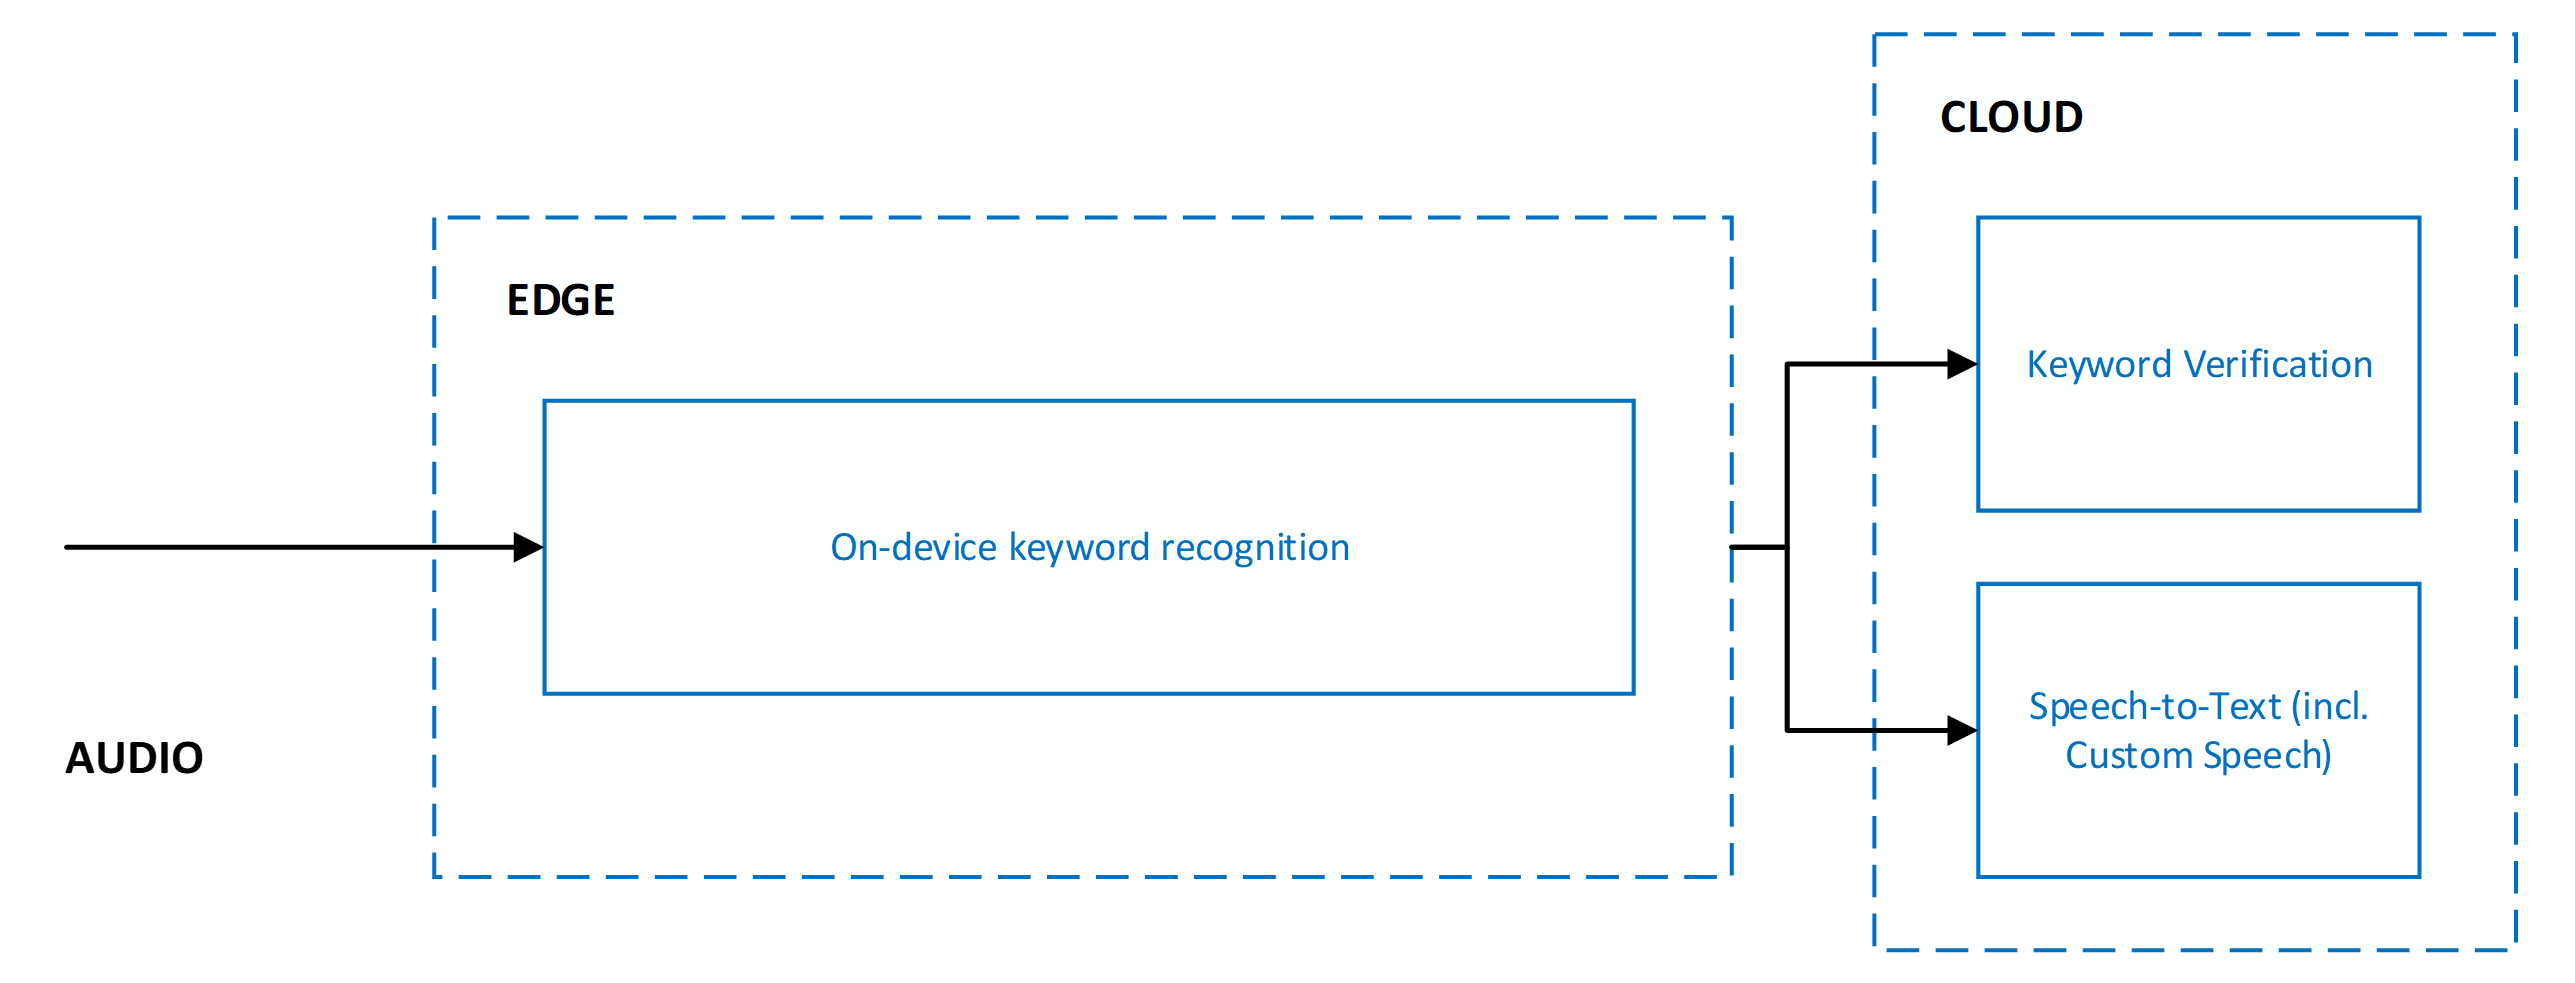 CLOUD
EDGE
Keyword Verification
On-device keyword recognition
Speech-to-Text (incl.
Custom Speech)
AUDIO